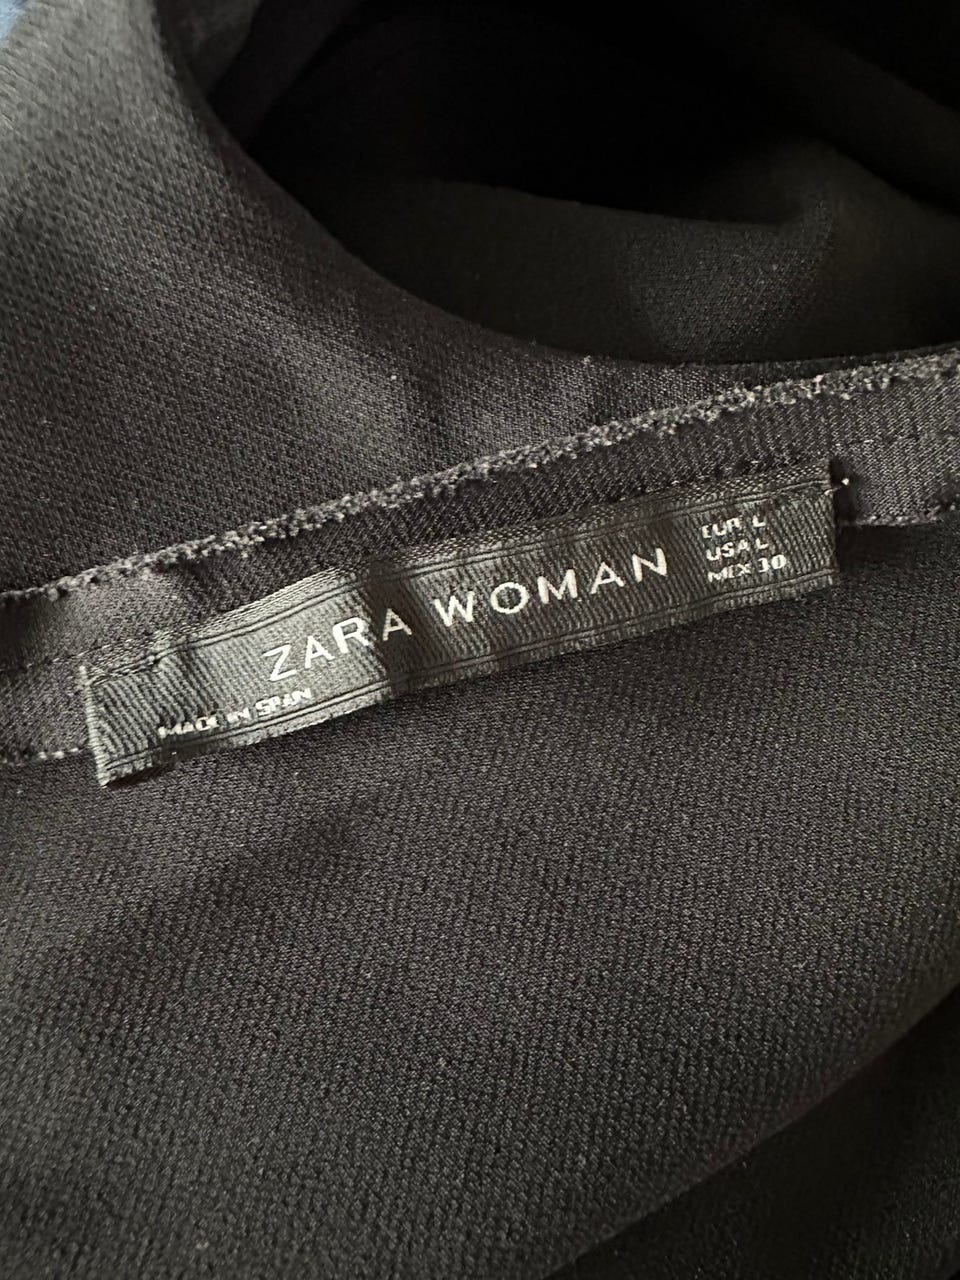 ZARA WOMAN
EUR L
USA L
MEX 30
MADE IN SPAIN